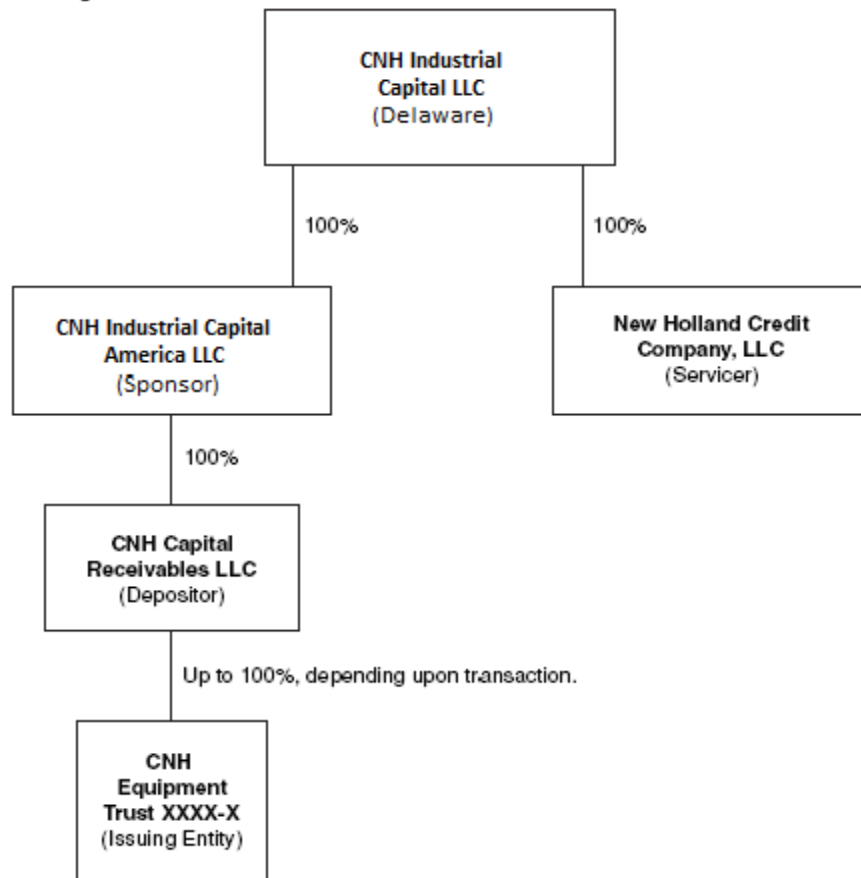 CNH Industrial
Capital LLC
(Delaware)
100%
100%
CNH Industrial Capital
America LLC
(Sponsor)
New Holland Credit
Company, LLC
(Servicer)
100%
CNH Capital
Receivables LLC
(Depositor)
Up to 100%, depending upon transaction.
CNH
Equipment
Trust XXXX-X
(Issuing Entity)